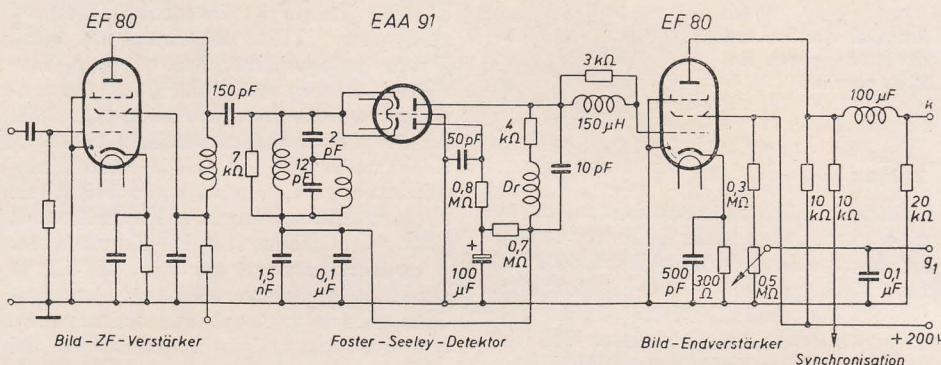 EF 80
EAA 91
EF 80
150 pF
7 kΩ
2 pF
12 pF
1,5 nF
0,1 µF
50 pF
0,8 MΩ
100 µF
+
0,7 MΩ
4 kΩ
Dr
10 pF
3 kΩ
150 µH
500 pF
300 Ω
0,3 MΩ
0,5 MΩ
10 kΩ
10 kΩ
100 µF
20 kΩ
0,1 µF
k
g1
+ 200 V
Bild – ZF – Verstärker
Foster – Seeley – Detektor
Bild – Endverstärker
Synchronisation